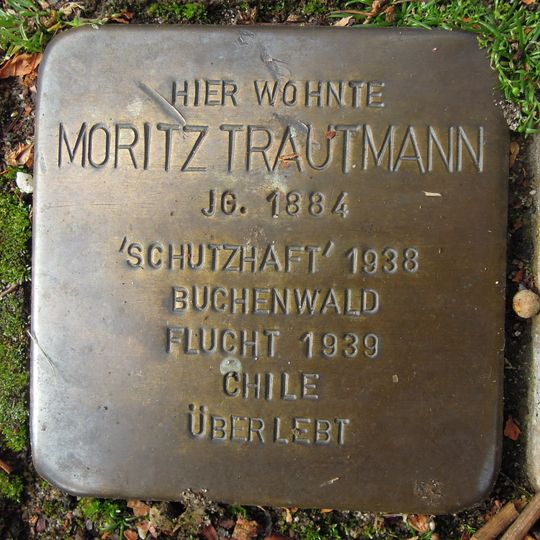 HIER WOHNTE
MORITZ TRAUTMANN
JG. 1884
'SCHUTZHAFT' 1938
BUCHENWALD
FLUCHT 1939
CHILE
ÜBERLEBT